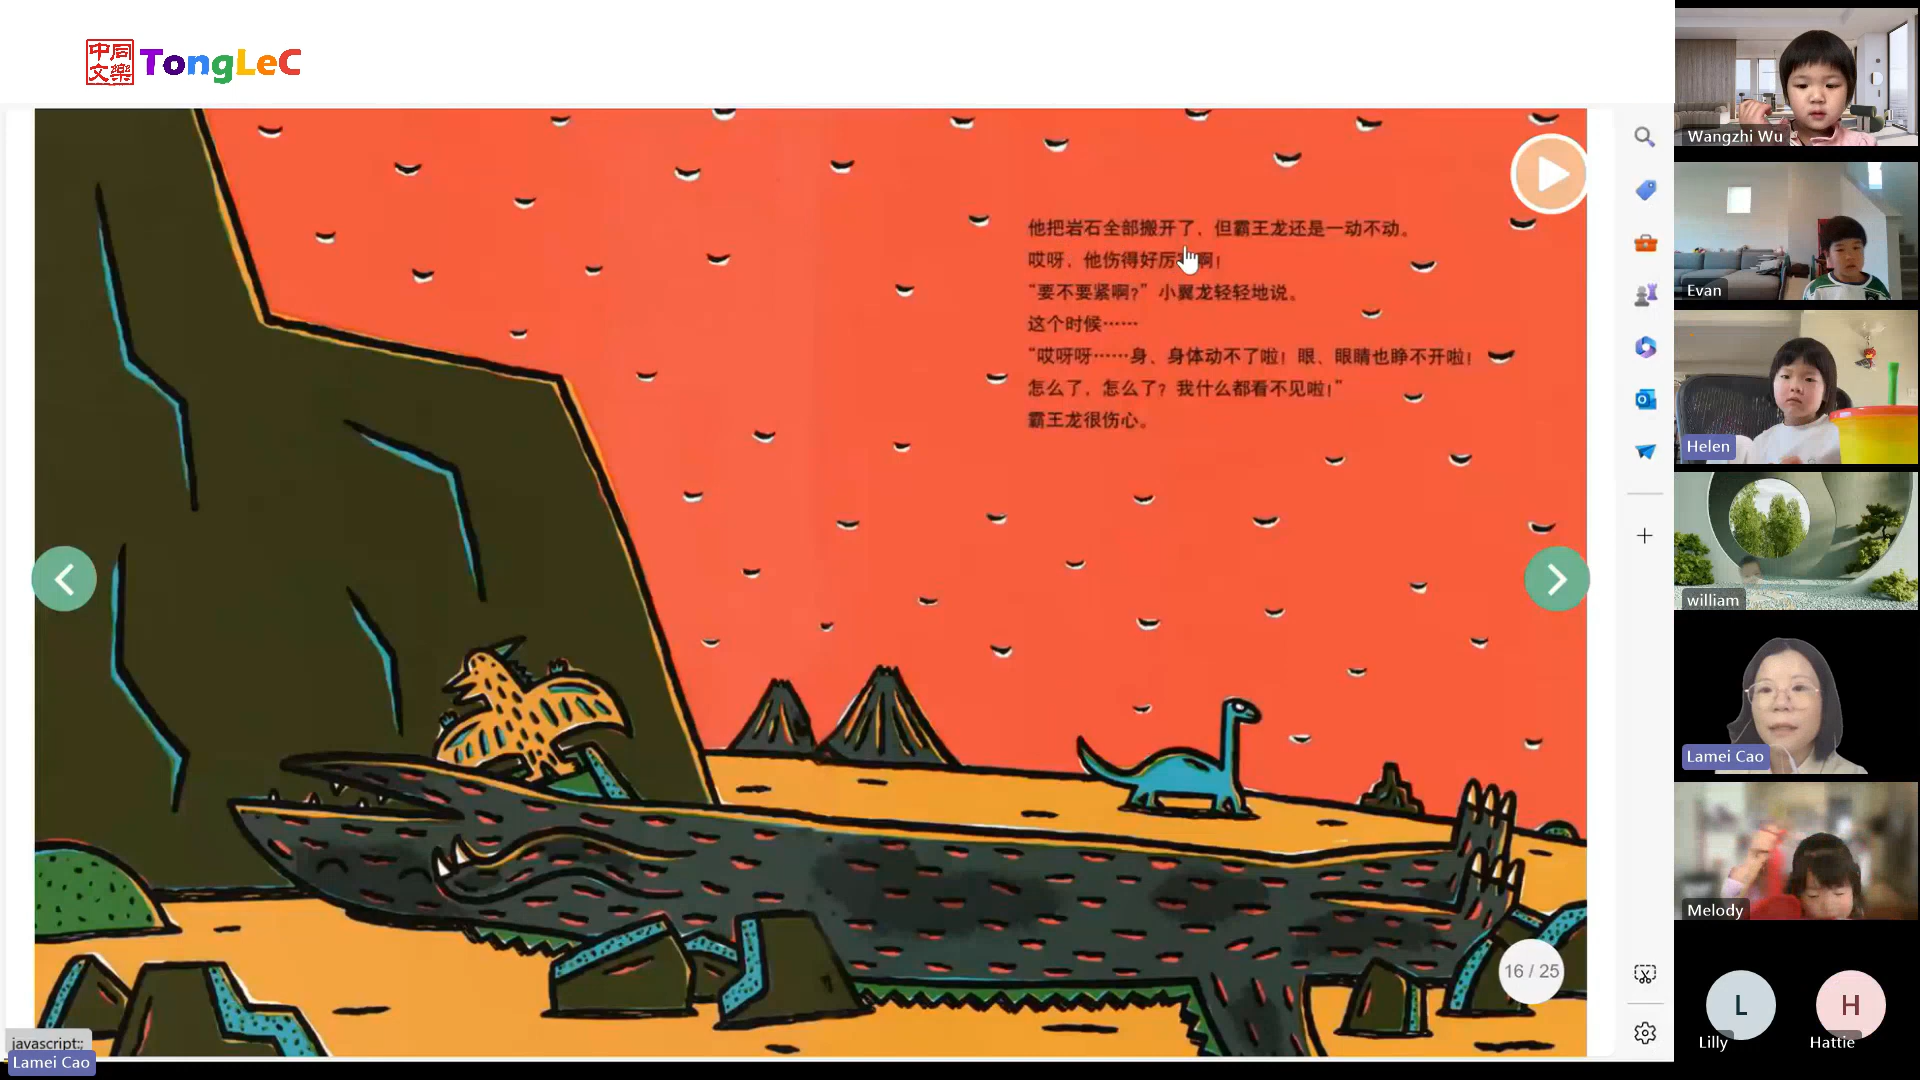 中同
文樂
TongLeC
他把岩石全部搬开了，但霸王龙还是一动不动。
哎呀，他伤得好厉害啊！
“要不要紧啊？”小翼龙轻轻地说。
这个时候……
“哎呀呀……身、身体动不了啦！眼、眼睛也睁不开啦！
怎么了，怎么了？我什么都看不见啦！”
霸王龙很伤心。
16 / 25
javascript:;
Lamei Cao
Wangzhi Wu
Evan
Helen
william
Lamei Cao
Melody
L
Lilly
H
Hattie